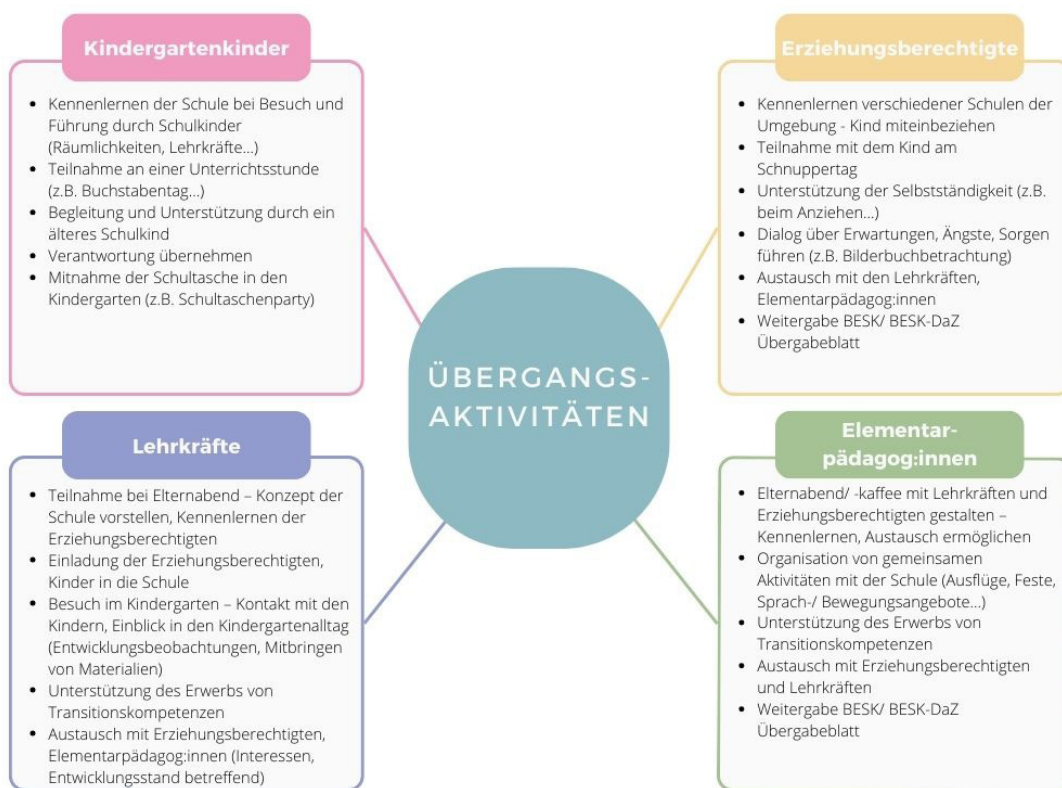 Kindergartenkinder
• Kennenlernen der Schule bei Besuch und
Führung durch Schulkinder
(Räumlichkeiten, Lehrkräfte...)
• Teilnahme an einer Unterrichtsstunde
(z.B. Buchstabentag...)
• Begleitung und Unterstützung durch ein
älteres Schulkind
• Verantwortung übernehmen
• Mitnahme der Schultasche in den
Kindergarten (z.B. Schultaschenparty)
Erziehungsberechtigte
• Kennenlernen verschiedener Schulen der
Umgebung - Kind miteinbeziehen
• Teilnahme mit dem Kind am
Schnuppertag
• Unterstützung der Selbstständigkeit (z.B.
beim Anziehen...)
• Dialog über Erwartungen, Ängste, Sorgen
führen (z.B. Bilderbuchbetrachtung)
• Austausch mit den Lehrkräften,
Elementarpädagog:innen
• Weitergabe BESK/ BESK-DaZ
Übergabeblatt
ÜBERGANGS-
AKTIVITÄTEN
Lehrkräfte
• Teilnahme bei Elternabend – Konzept der
Schule vorstellen, Kennenlernen der
Erziehungsberechtigten
• Einladung der Erziehungsberechtigten,
Kinder in die Schule
• Besuch im Kindergarten – Kontakt mit den
Kindern, Einblick in den Kindergartenalltag
(Entwicklungsbeobachtungen, Mitbringen
von Materialien)
• Unterstützung des Erwerbs von
Transitionskompetenzen
• Austausch mit Erziehungsberechtigten,
Elementarpädagog:innen (Interessen,
Entwicklungsstand betreffend)
Elementar-
pädagog:innen
• Elternabend/ -kaffee mit Lehrkräften und
Erziehungsberechtigten gestalten –
Kennenlernen, Austausch ermöglichen
• Organisation von gemeinsamen
Aktivitäten mit der Schule (Ausflüge, Feste,
Sprach-/ Bewegungsangebote...)
• Unterstützung des Erwerbs von
Transitionskompetenzen
• Austausch mit Erziehungsberechtigten
und Lehrkräften
• Weitergabe BESK/ BESK-DaZ
Übergabeblatt